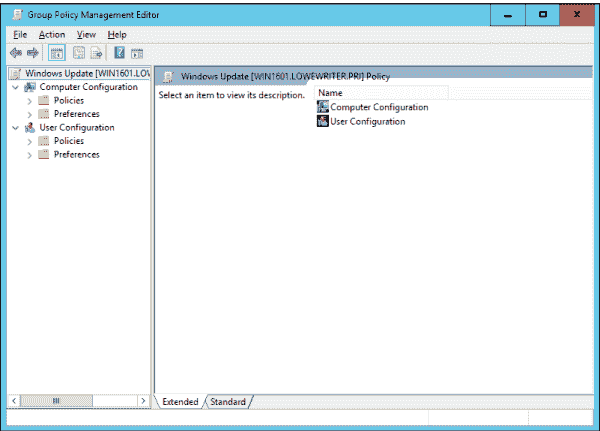 Group Policy Management Editor
File Action View Help
Windows Update [WIN1601.LOV
Computer Configuration
Policies
Preferences
User Configuration
Policies
Preferences
Windows Update [WIN1601.LOWEWRITER.PRI] Policy
Select an item to view its description.
Name
Computer Configuration
User Configuration
Extended Standard